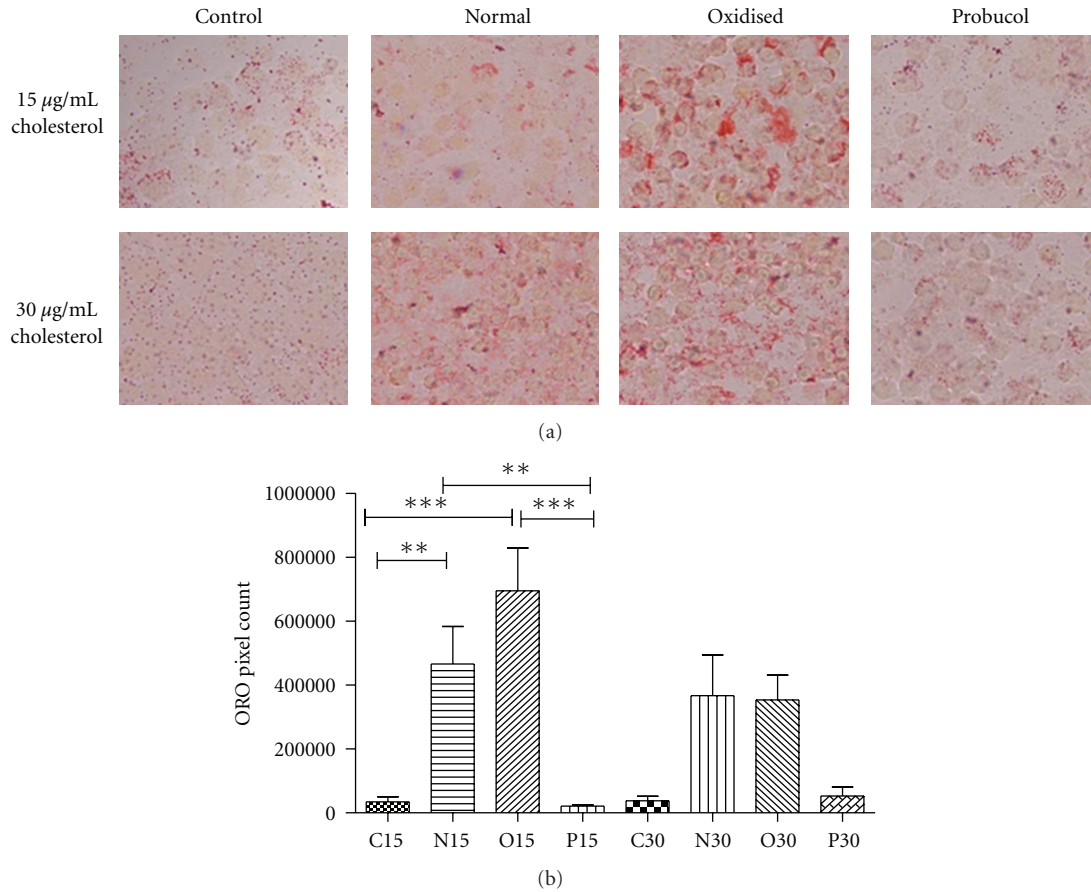 Control Normal Oxidised Probucol
15 μg/mL
cholesterol
30 μg/mL
cholesterol
(a)
1000000
800000
600000
400000
200000
0
ORO pixel count
**
***
***
**
C15 N15 O15 P15 C30 N30 O30 P30
(b)